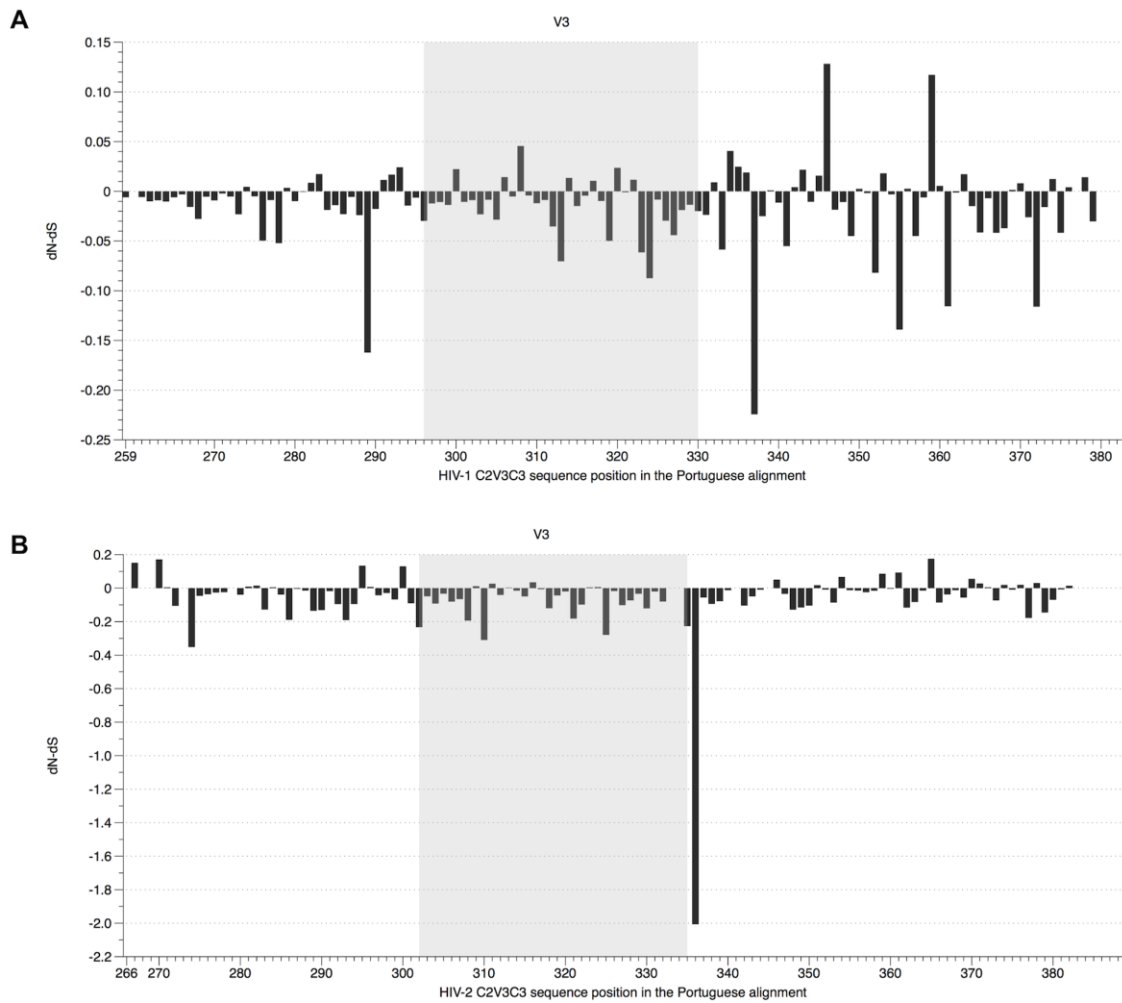 A
V3
0.15
0.10
0.05
0
-0.05
-0.10
-0.15
-0.20
-0.25
dN-dS
259 270 280 290 300 310 320 330 340 350 360 370 380
HIV-1 C2V3C3 sequence position in the Portuguese alignment
B
V3
0.2
0
-0.2
-0.4
-0.6
-0.8
-1.0
-1.2
-1.4
-1.6
-1.8
-2.0
-2.2
dN-dS
266 270 280 290 300 310 320 330 340 350 360 370 380
HIV-2 C2V3C3 sequence position in the Portuguese alignment